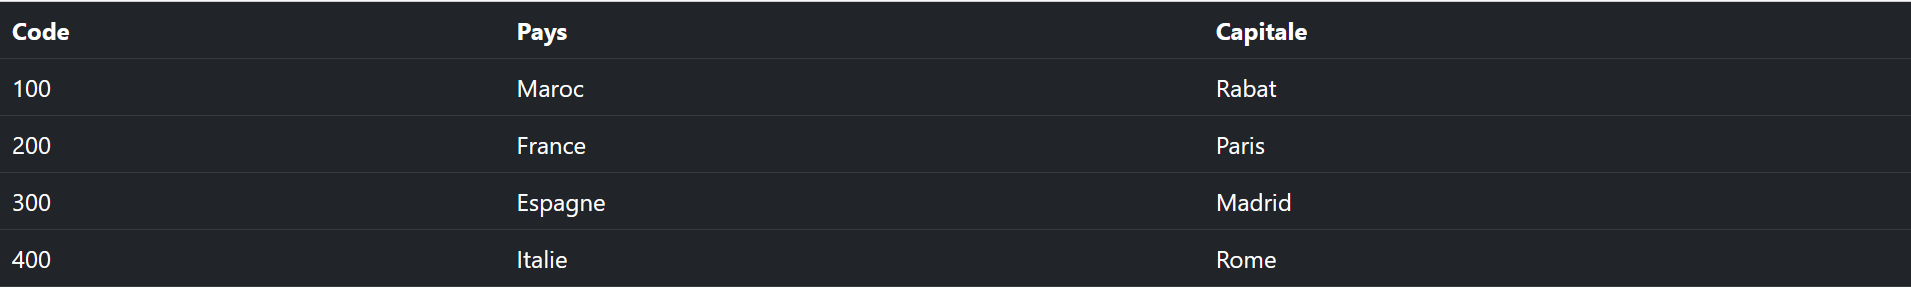 Code Pays Capitale
100 Maroc Rabat
200 France Paris
300 Espagne Madrid
400 Italie Rome